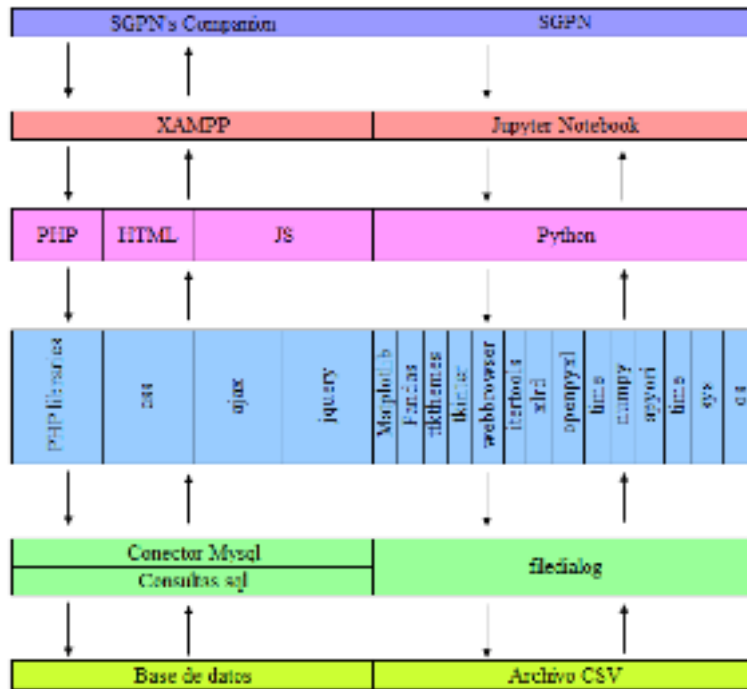 SGPN's Companion SGPN
XAMPP Jupyter Notebook
PHP HTML JS Python
PHP libraries css ajax jquery Matplotlib Pandas ttkthemes tkinter webbrowser itertools xlrd openpyxl time numpy apyori time sys os
Conector Mysql
Consultas sql
filedialog
Base de datos Archivo CSV